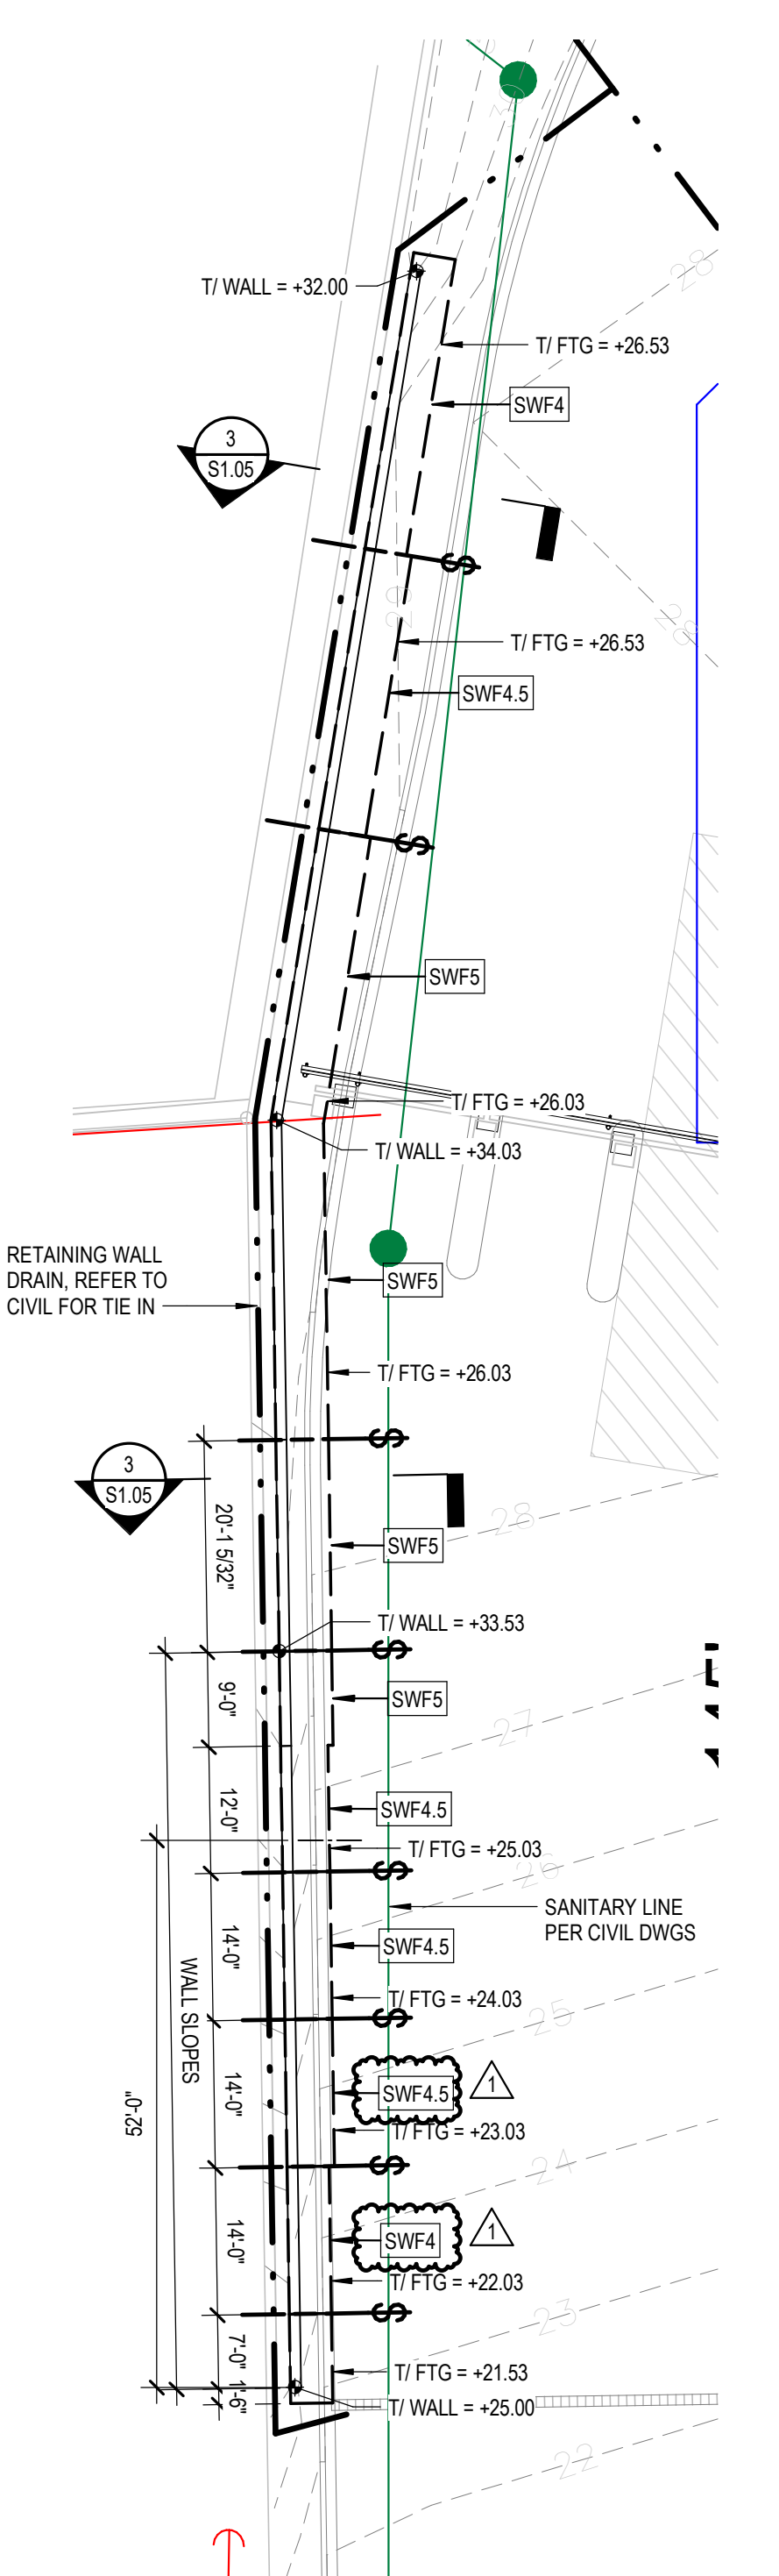 T/ WALL = +32.00
28
T/ FTG = +26.53
SWF4
3
S1.05
28
T/ FTG = +26.53
SWF4.5
SWF5
T/ FTG = +26.03
T/ WALL = +34.03
RETAINING WALL
DRAIN, REFER TO
CIVIL FOR TIE IN
SWF5
T/ FTG = +26.03
3
S1.05
20'-1 5/32"
28
SWF5
T/ WALL = +33.53
9'-0"
SWF5
27
12'-0"
SWF4.5
T/ FTG = +25.03
26
SANITARY LINE
PER CIVIL DWGS
14'-0"
SWF4.5
WALL SLOPES
T/ FTG = +24.03
25
52'-0"
14'-0"
SWF4.5
1
T/ FTG = +23.03
24
14'-0"
SWF4
1
T/ FTG = +22.03
23
7'-0"
1'-6"
T/ FTG = +21.53
T/ WALL = +25.00
22